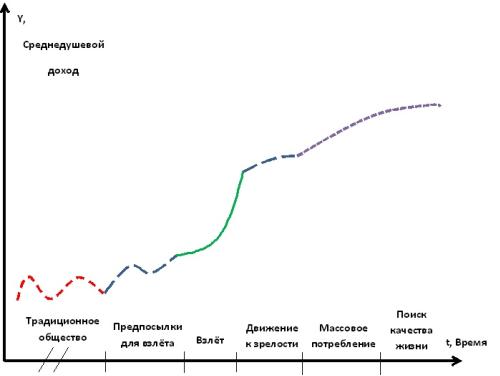 Y,
Среднедушевой
доход
Традиционное
общество
Предпосылки
для взлёта
Взлёт
Движение
к зрелости
Массовое
потребление
Поиск
качества
жизни
t, Время